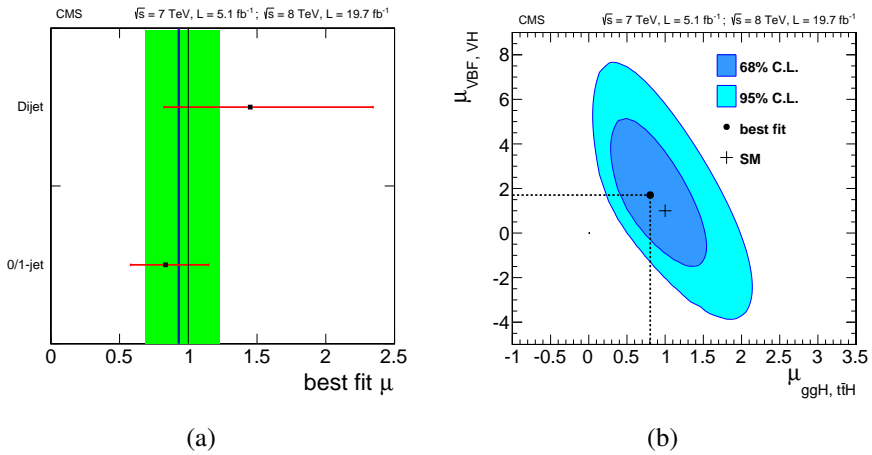 CMS √s = 7 TeV, L = 5.1 fb⁻¹; √s = 8 TeV, L = 19.7 fb⁻¹
Dijet
0/1-jet
0 0.5 1 1.5 2 2.5
best fit μ
(a)
CMS √s = 7 TeV, L = 5.1 fb⁻¹; √s = 8 TeV, L = 19.7 fb⁻¹
μ VBF, VH
8
6
4
2
0
-2
-4
68% C.L.
95% C.L.
best fit
SM
-1 -0.5 0 0.5 1 1.5 2 2.5 3 3.5
μ ggH, tt̄H
(b)